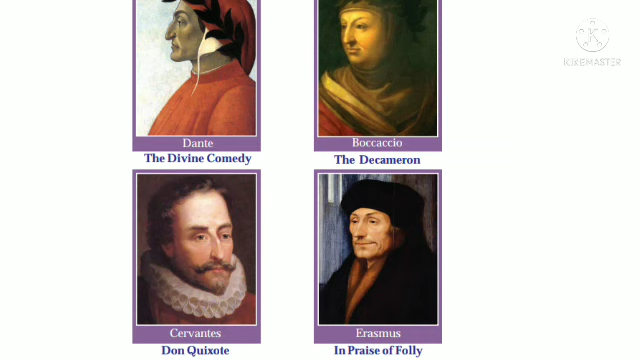 KINEMASTER
Dante
Boccaccio
The Divine Comedy
The Decameron
Cervantes
Erasmus
Don Quixote
In Praise of Folly